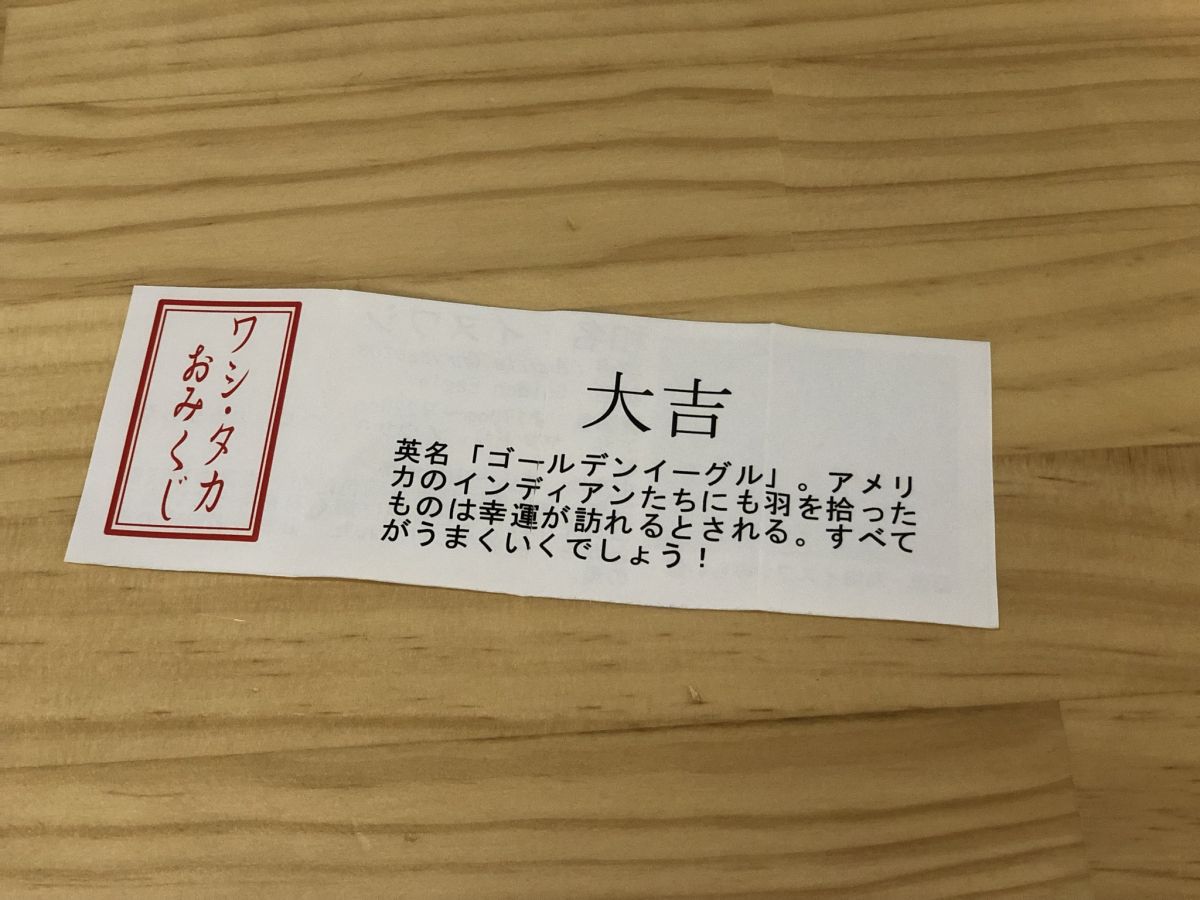 ワシ・タカ
おみくじ
大吉
英名「ゴールデンイーグル」。アメリ
カのインディアンたちにも羽を拾った
ものは幸運が訪れるとされる。すべて
がうまくいくでしょう！